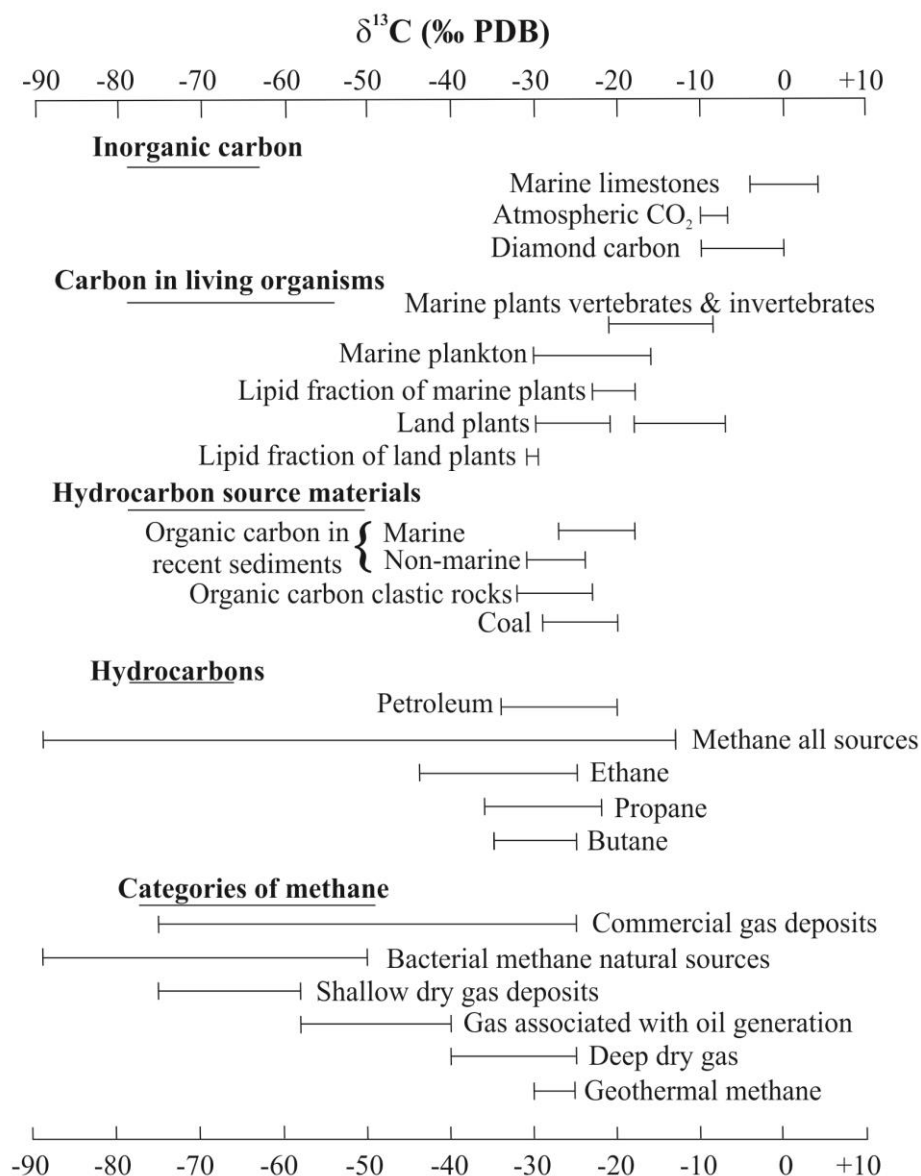 δ¹³C (‰ PDB)
-90 -80 -70 -60 -50 -40 -30 -20 -10 0 +10
Inorganic carbon
Marine limestones
Atmospheric CO₂
Diamond carbon
Carbon in living organisms
Marine plants vertebrates & invertebrates
Marine plankton
Lipid fraction of marine plants
Land plants
Lipid fraction of land plants
Hydrocarbon source materials
Organic carbon in recent sediments { Marine
Non-marine
Organic carbon clastic rocks
Coal
Hydrocarbons
Petroleum
Methane all sources
Ethane
Propane
Butane
Categories of methane
Commercial gas deposits
Bacterial methane natural sources
Shallow dry gas deposits
Gas associated with oil generation
Deep dry gas
Geothermal methane
-90 -80 -70 -60 -50 -40 -30 -20 -10 0 +10